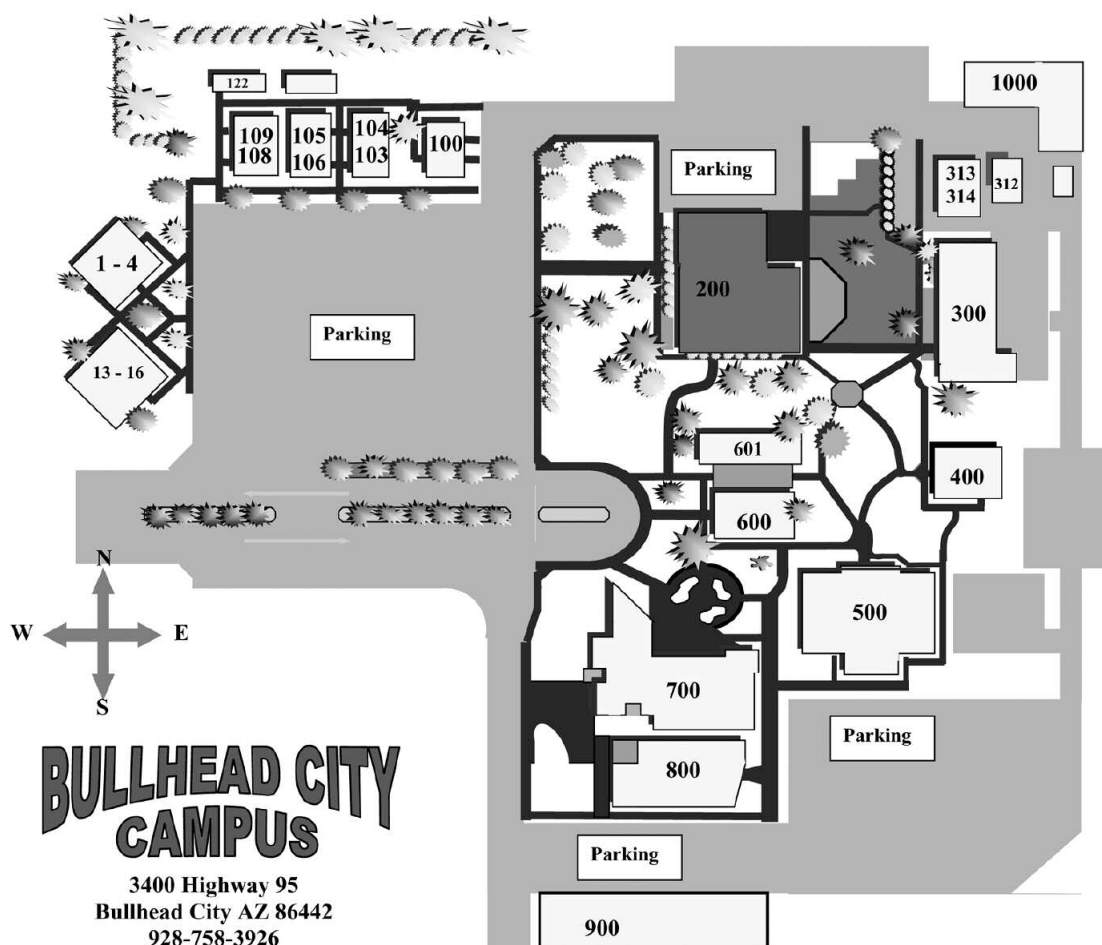 1000
122
109
108
105
106
104
103
100
Parking
313
314
312
1 - 4
200
300
Parking
13 - 16
601
400
600
N
W
E
S
500
700
Parking
800
BULLHEAD CITY
CAMPUS
Parking
3400 Highway 95
Bullhead City AZ 86442
928-758-3926
900